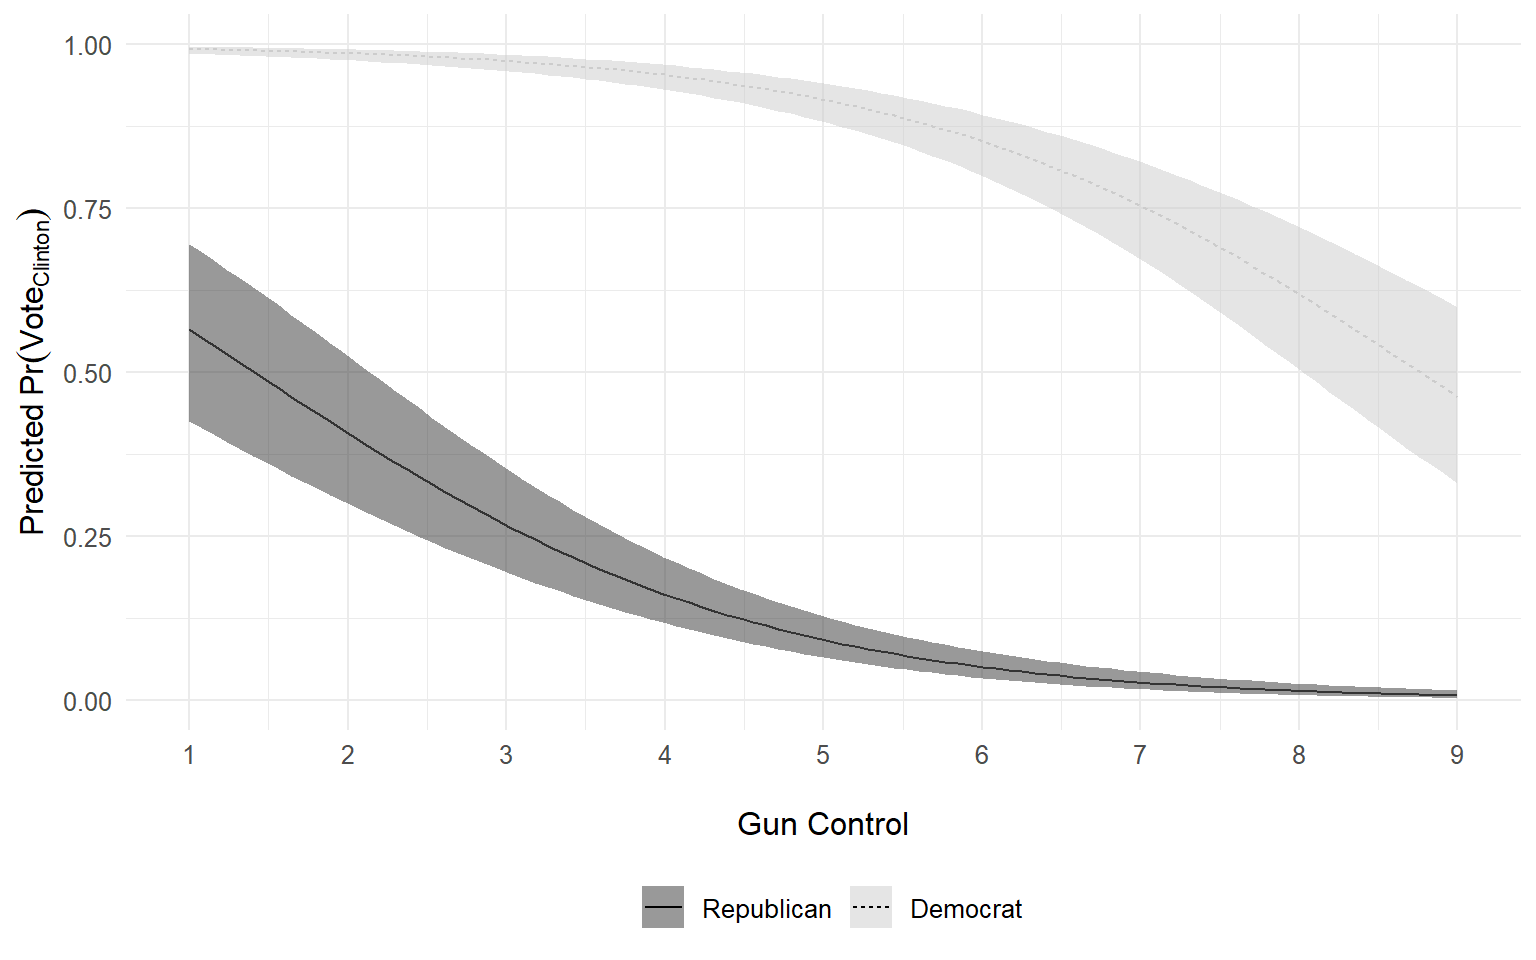 1.00
0.75
0.50
0.25
0.00
Predicted Pr(Vote_Clinton)
1 2 3 4 5 6 7 8 9
Gun Control
Republican Democrat